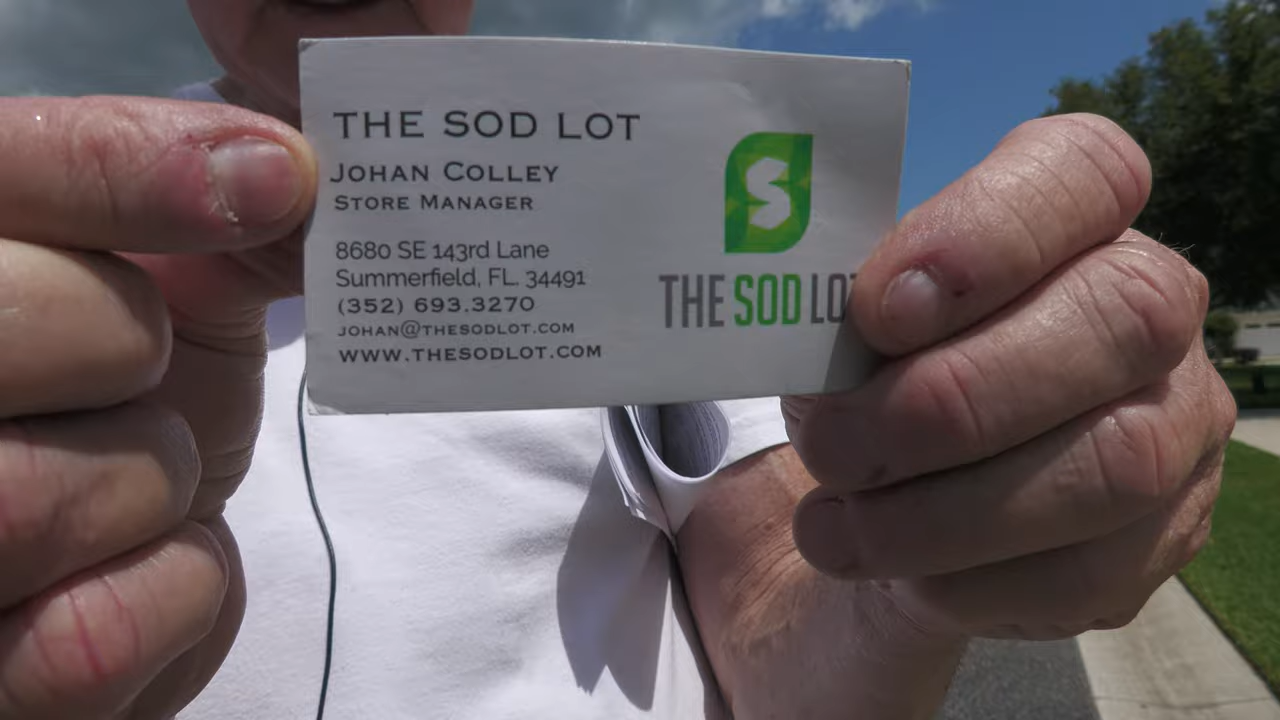 THE SOD LOT
JOHAN COLLEY
STORE MANAGER
8680 SE 143rd Lane
Summerfield, FL. 34491
(352) 693.3270
JOHAN@THESODLOT.COM
WWW.THESODLOT.COM
S
THE SOD LOT